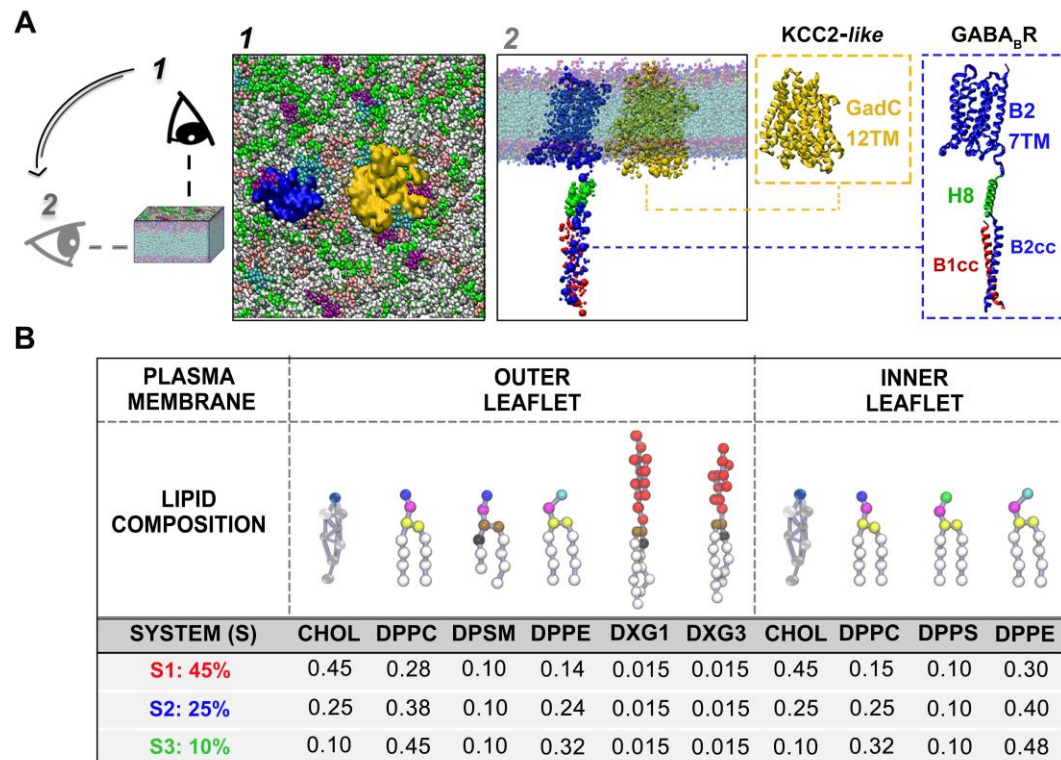 A
1
2
1
2
KCC2-like
GadC
12TM
GABABR
B2
7TM
H8
B1cc
B2cc
B
PLASMA
MEMBRANE
OUTER
LEAFLET
INNER
LEAFLET
LIPID
COMPOSITION
SYSTEM (S) CHOL DPPC DPSM DPPE DXG1 DXG3 CHOL DPPC DPPS DPPE
S1: 45% 0.45 0.28 0.10 0.14 0.015 0.015 0.45 0.15 0.10 0.30
S2: 25% 0.25 0.38 0.10 0.24 0.015 0.015 0.25 0.25 0.10 0.40
S3: 10% 0.10 0.45 0.10 0.32 0.015 0.015 0.10 0.32 0.10 0.48